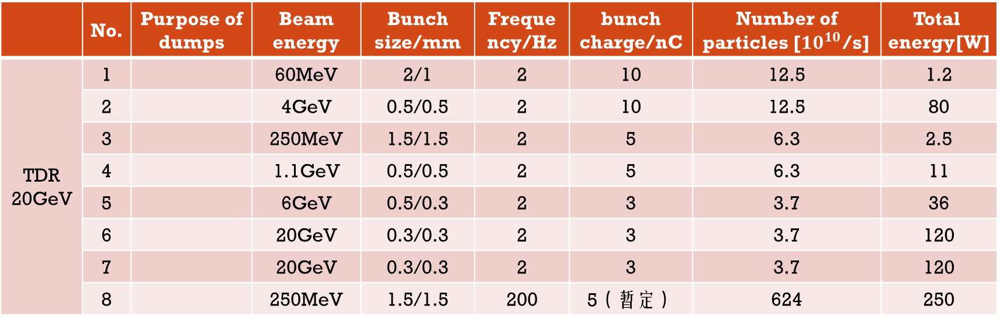 No. Purpose of dumps Beam energy Bunch size/mm Frequency/Hz bunch charge/nC Number of particles [10¹⁰/s] Total energy[W]
TDR 20GeV
1 60MeV 2/1 2 10 12.5 1.2
2 4GeV 0.5/0.5 2 10 12.5 80
3 250MeV 1.5/1.5 2 5 6.3 2.5
4 1.1GeV 0.5/0.5 2 5 6.3 11
5 6GeV 0.5/0.3 2 3 3.7 36
6 20GeV 0.3/0.3 2 3 3.7 120
7 20GeV 0.3/0.3 2 3 3.7 120
8 250MeV 1.5/1.5 200 5（暂定） 624 250